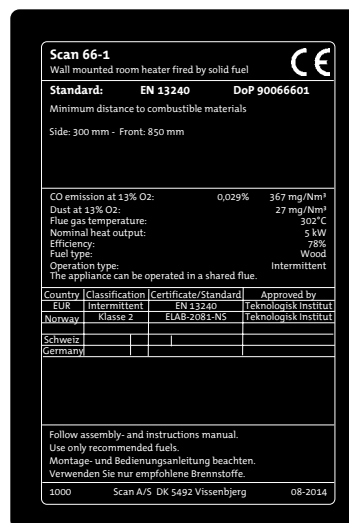 Scan 66-1
Wall mounted room heater fired by solid fuel
CE
Standard: EN 13240 DoP 90066601
Minimum distance to combustible materials
Side: 300 mm - Front: 850 mm
CO emission at 13% O2: 0,029% 367 mg/Nm³
Dust at 13% O2: 27 mg/Nm³
Flue gas temperature: 302°C
Nominal heat output: 5 kW
Efficiency: 78%
Fuel type: Wood
Operation type: Intermittent
The appliance can be operated in a shared flue.
Country Classification Certificate/Standard Approved by
EUR Intermittent EN 13240 Teknologisk Institut
Norway Klasse 2 ELAB-2081-NS Teknologisk Institut
Schweiz
Germany
Follow assembly- and instructions manual.
Use only recommended fuels.
Montage- und Bedienungsanleitung beachten.
Verwenden Sie nur empfohlene Brennstoffe.
1000 Scan A/S DK 5492 Vissenbjerg 08-2014